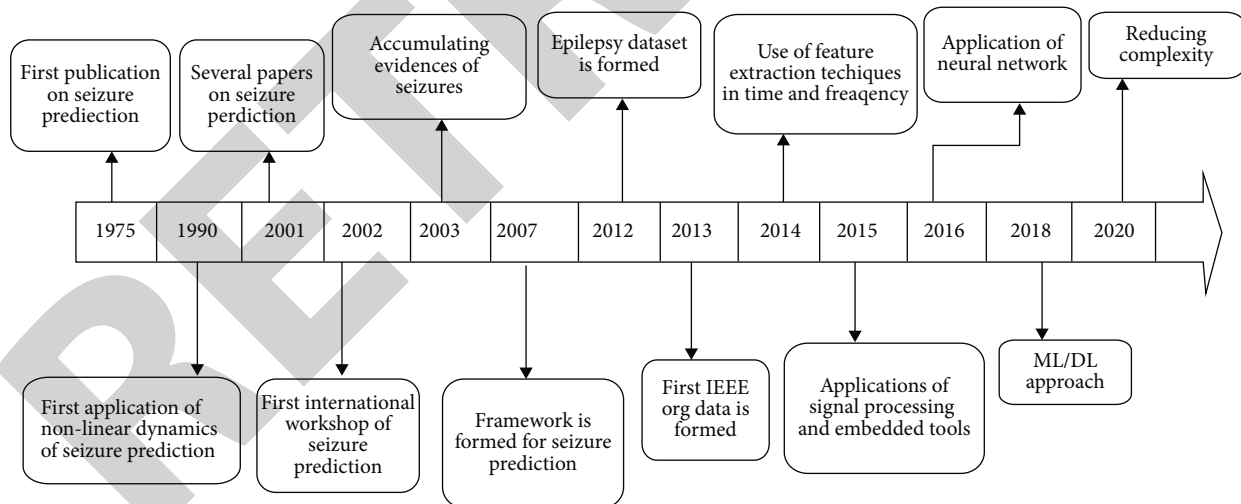 First publication
on seizure
prediection
Several papers
on seizure
perdiction
Accumulating
evidences of
seizures
Epilepsy dataset
is formed
Use of feature
extraction techiques
in time and freaqency
Application of
neural network
Reducing
complexity
1975 1990 2001 2002 2003 2007 2012 2013 2014 2015 2016 2018 2020
First application of
non-linear dynamics
of seizure prediction
First international
workshop of
seizure
prediction
Framework is
formed for seizure
prediction
First IEEE
org data is
formed
Applications of
signal processing
and embedded tools
ML/DL
approach